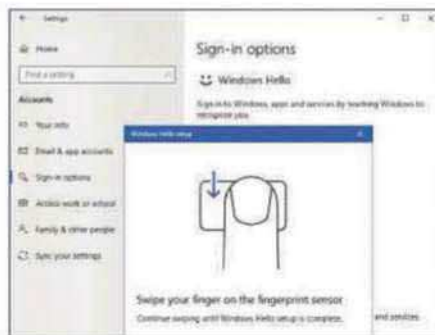 Settings
Home
Find a setting
Accounts
Your info
Email & app accounts
Sign-in options
Access work or school
Family & other people
Sync your settings
Sign-in options
Windows Hello
Sign in to Windows, apps and services by teaching Windows to
recognize you.
Windows Hello setup
Swipe your finger on the fingerprint sensor
Continue swiping until Windows Hello setup is complete.
and services